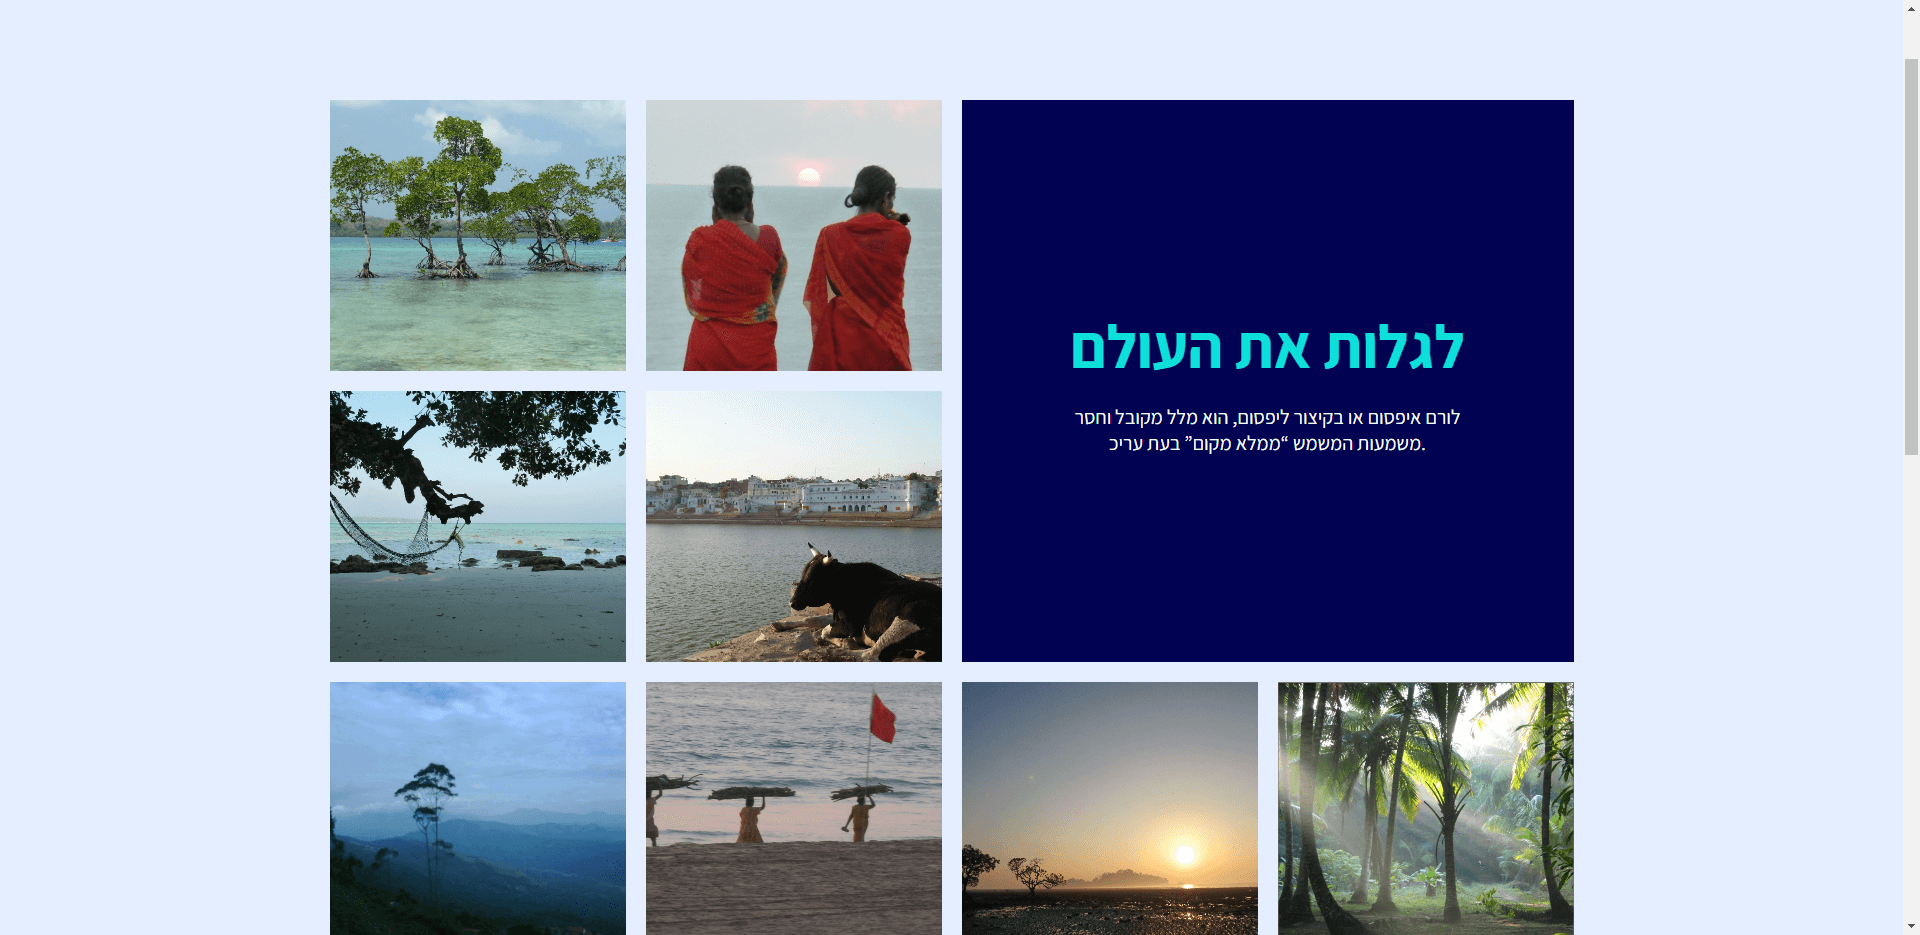 לגלות את העולם
לורם איפסום או בקיצור ליפסום, הוא מלל מקובל וחסר
משמעות המשמש “ממלא מקום” בעת עריכ.